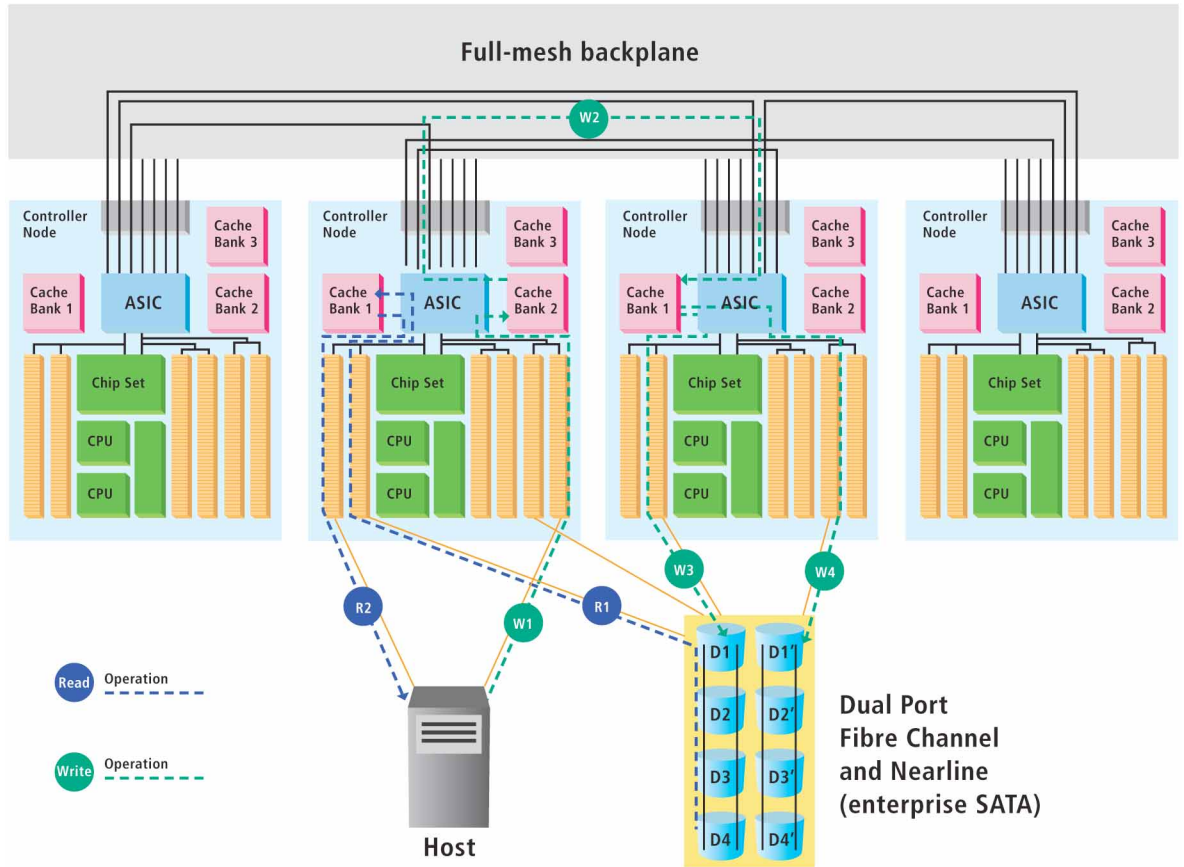 Full-mesh backplane
W2
Controller
Node
Cache
Bank 3
Cache
Bank 1
ASIC
Cache
Bank 2
Chip Set
CPU
CPU
Controller
Node
Cache
Bank 3
Cache
Bank 1
ASIC
Cache
Bank 2
Chip Set
CPU
CPU
Controller
Node
Cache
Bank 3
Cache
Bank 1
ASIC
Cache
Bank 2
Chip Set
CPU
CPU
Controller
Node
Cache
Bank 3
Cache
Bank 1
ASIC
Cache
Bank 2
Chip Set
CPU
CPU
R2
W1
R1
W3
W4
Read
Operation
Write
Operation
Host
D1
D1'
D2
D2'
D3
D3'
D4
D4'
Dual Port
Fibre Channel
and Nearline
(enterprise SATA)